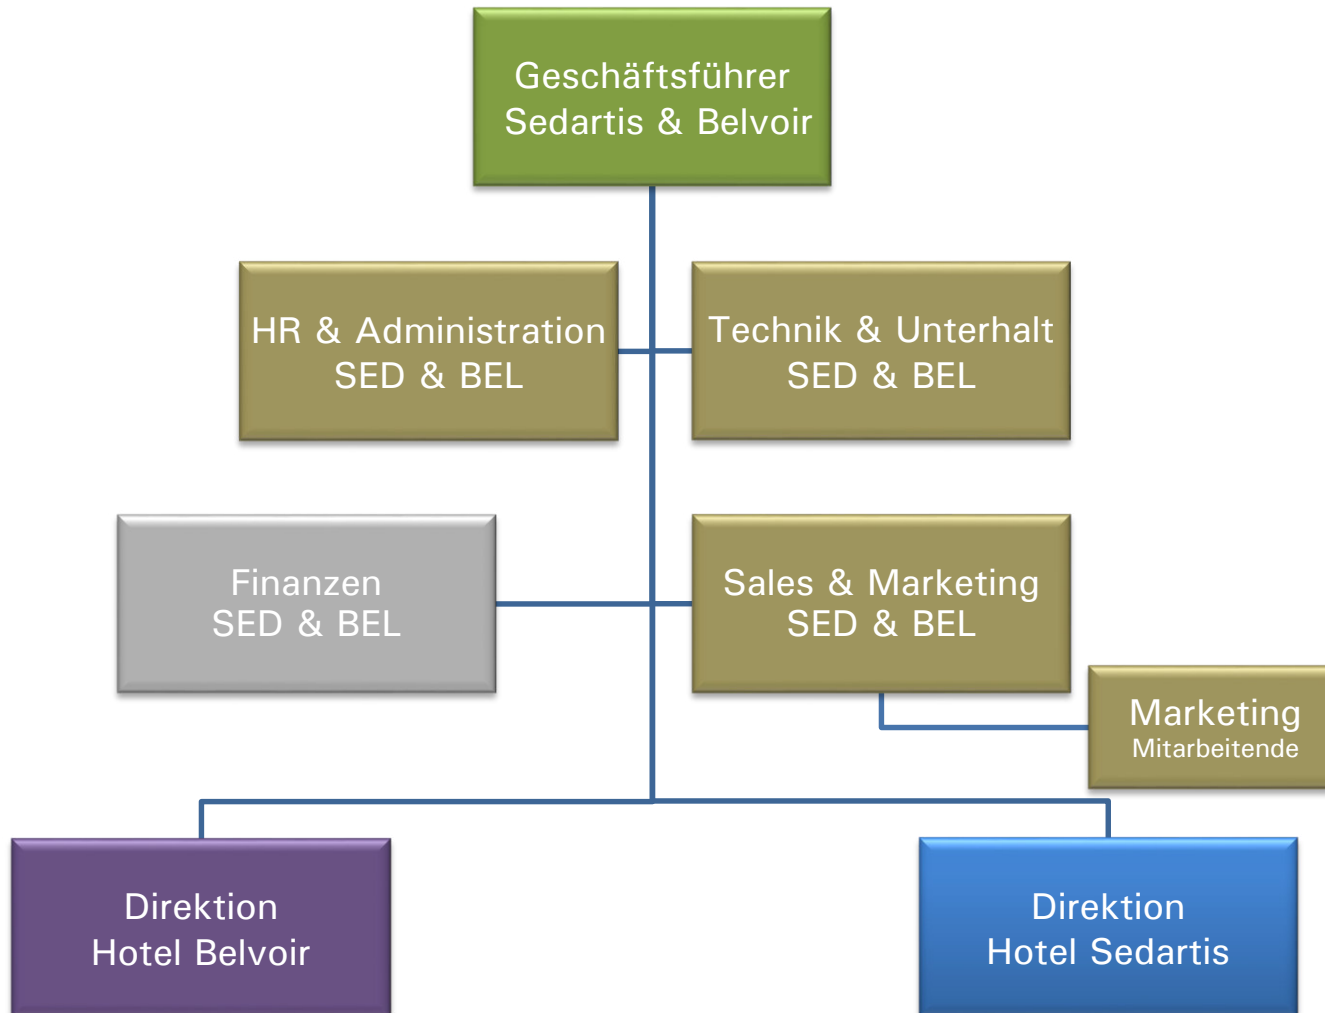 Geschäftsführer
Sedartis & Belvoir
HR & Administration
SED & BEL
Technik & Unterhalt
SED & BEL
Finanzen
SED & BEL
Sales & Marketing
SED & BEL
Marketing
Mitarbeitende
Direktion
Hotel Belvoir
Direktion
Hotel Sedartis